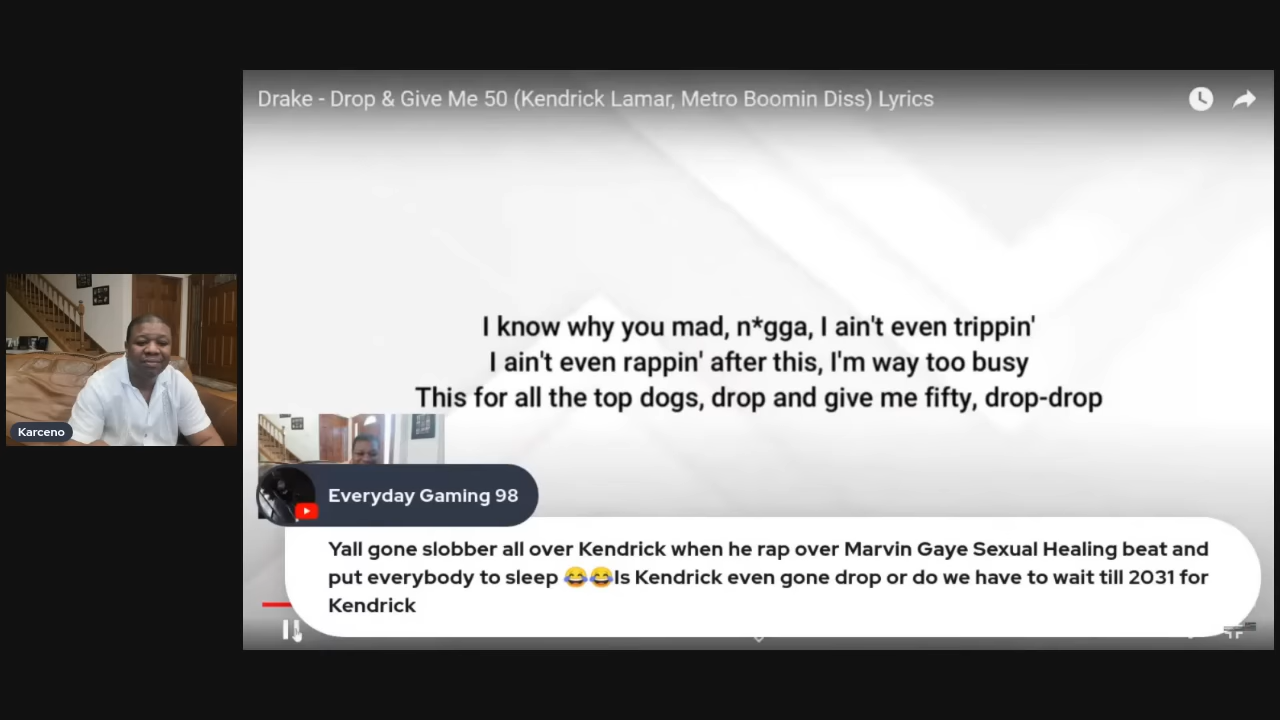 Drake - Drop & Give Me 50 (Kendrick Lamar, Metro Boomin Diss) Lyrics
I know why you mad, n*gga, I ain't even trippin'
I ain't even rappin' after this, I'm way too busy
This for all the top dogs, drop and give me fifty, drop-drop
Karceno
Everyday Gaming 98
Yall gone slobber all over Kendrick when he rap over Marvin Gaye Sexual Healing beat and
put everybody to sleep 😂😂Is Kendrick even gone drop or do we have to wait till 2031 for
Kendrick